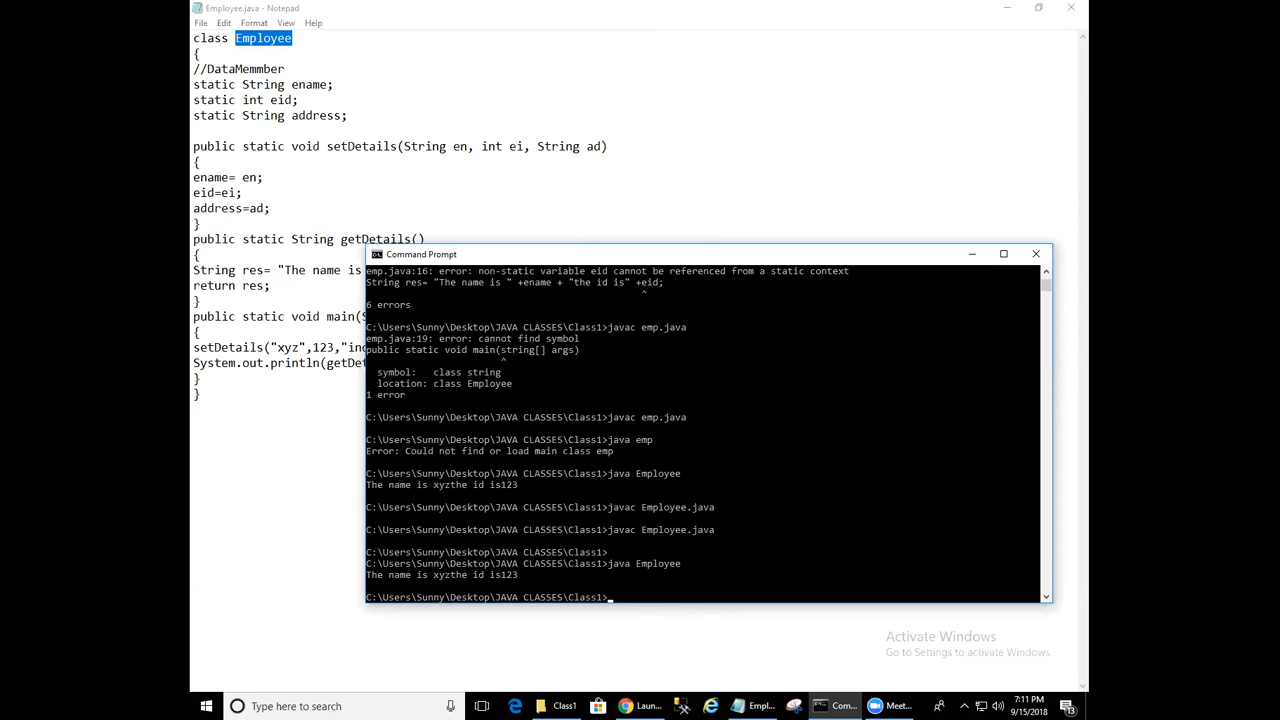 Employee.java - Notepad
File Edit Format View Help
class Employee
{
//DataMemmber
static String ename;
static int eid;
static String address;
public static void setDetails(String en, int ei, String ad)
{
ename= en;
eid=ei;
address=ad;
}
public static String getDetails()
{
String res= "The name is
return res;
}
public static void main(S
{
setDetails("xyz",123,"in
System.out.println(getDe
}
}
Command Prompt
emp.java:16: error: non-static variable eid cannot be referenced from a static context
String res= "The name is " +ename + "the id is" +eid;
^
6 errors
C:\Users\Sunny\Desktop\JAVA CLASSES\Class1>javac emp.java
emp.java:19: error: cannot find symbol
public static void main(string[] args)
^
symbol: class string
location: class Employee
1 error
C:\Users\Sunny\Desktop\JAVA CLASSES\Class1>javac emp.java
C:\Users\Sunny\Desktop\JAVA CLASSES\Class1>java emp
Error: Could not find or load main class emp
C:\Users\Sunny\Desktop\JAVA CLASSES\Class1>java Employee
The name is xyzthe id is123
C:\Users\Sunny\Desktop\JAVA CLASSES\Class1>javac Employee.java
C:\Users\Sunny\Desktop\JAVA CLASSES\Class1>javac Employee.java
C:\Users\Sunny\Desktop\JAVA CLASSES\Class1>
C:\Users\Sunny\Desktop\JAVA CLASSES\Class1>java Employee
The name is xyzthe id is123
C:\Users\Sunny\Desktop\JAVA CLASSES\Class1>
Activate Windows
Go to Settings to activate Windows.
Type here to search
Class1
Laun...
Empl...
Com...
Meet...
7:11 PM
9/15/2018
13